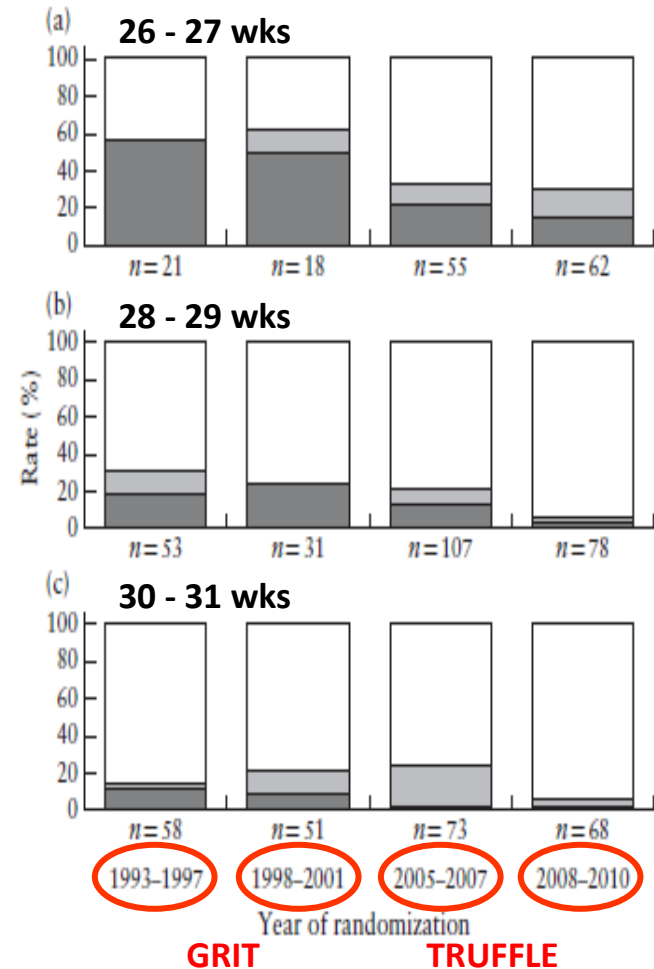 (a)
26 - 27 wks
100
80
60
40
20
0
n=21 n=18 n=55 n=62
(b)
28 - 29 wks
100
80
60
40
20
0
n=53 n=31 n=107 n=78
Rate (%)
(c)
30 - 31 wks
100
80
60
40
20
0
n=58 n=51 n=73 n=68
1993–1997 1998–2001 2005–2007 2008–2010
Year of randomization
GRIT TRUFFLE